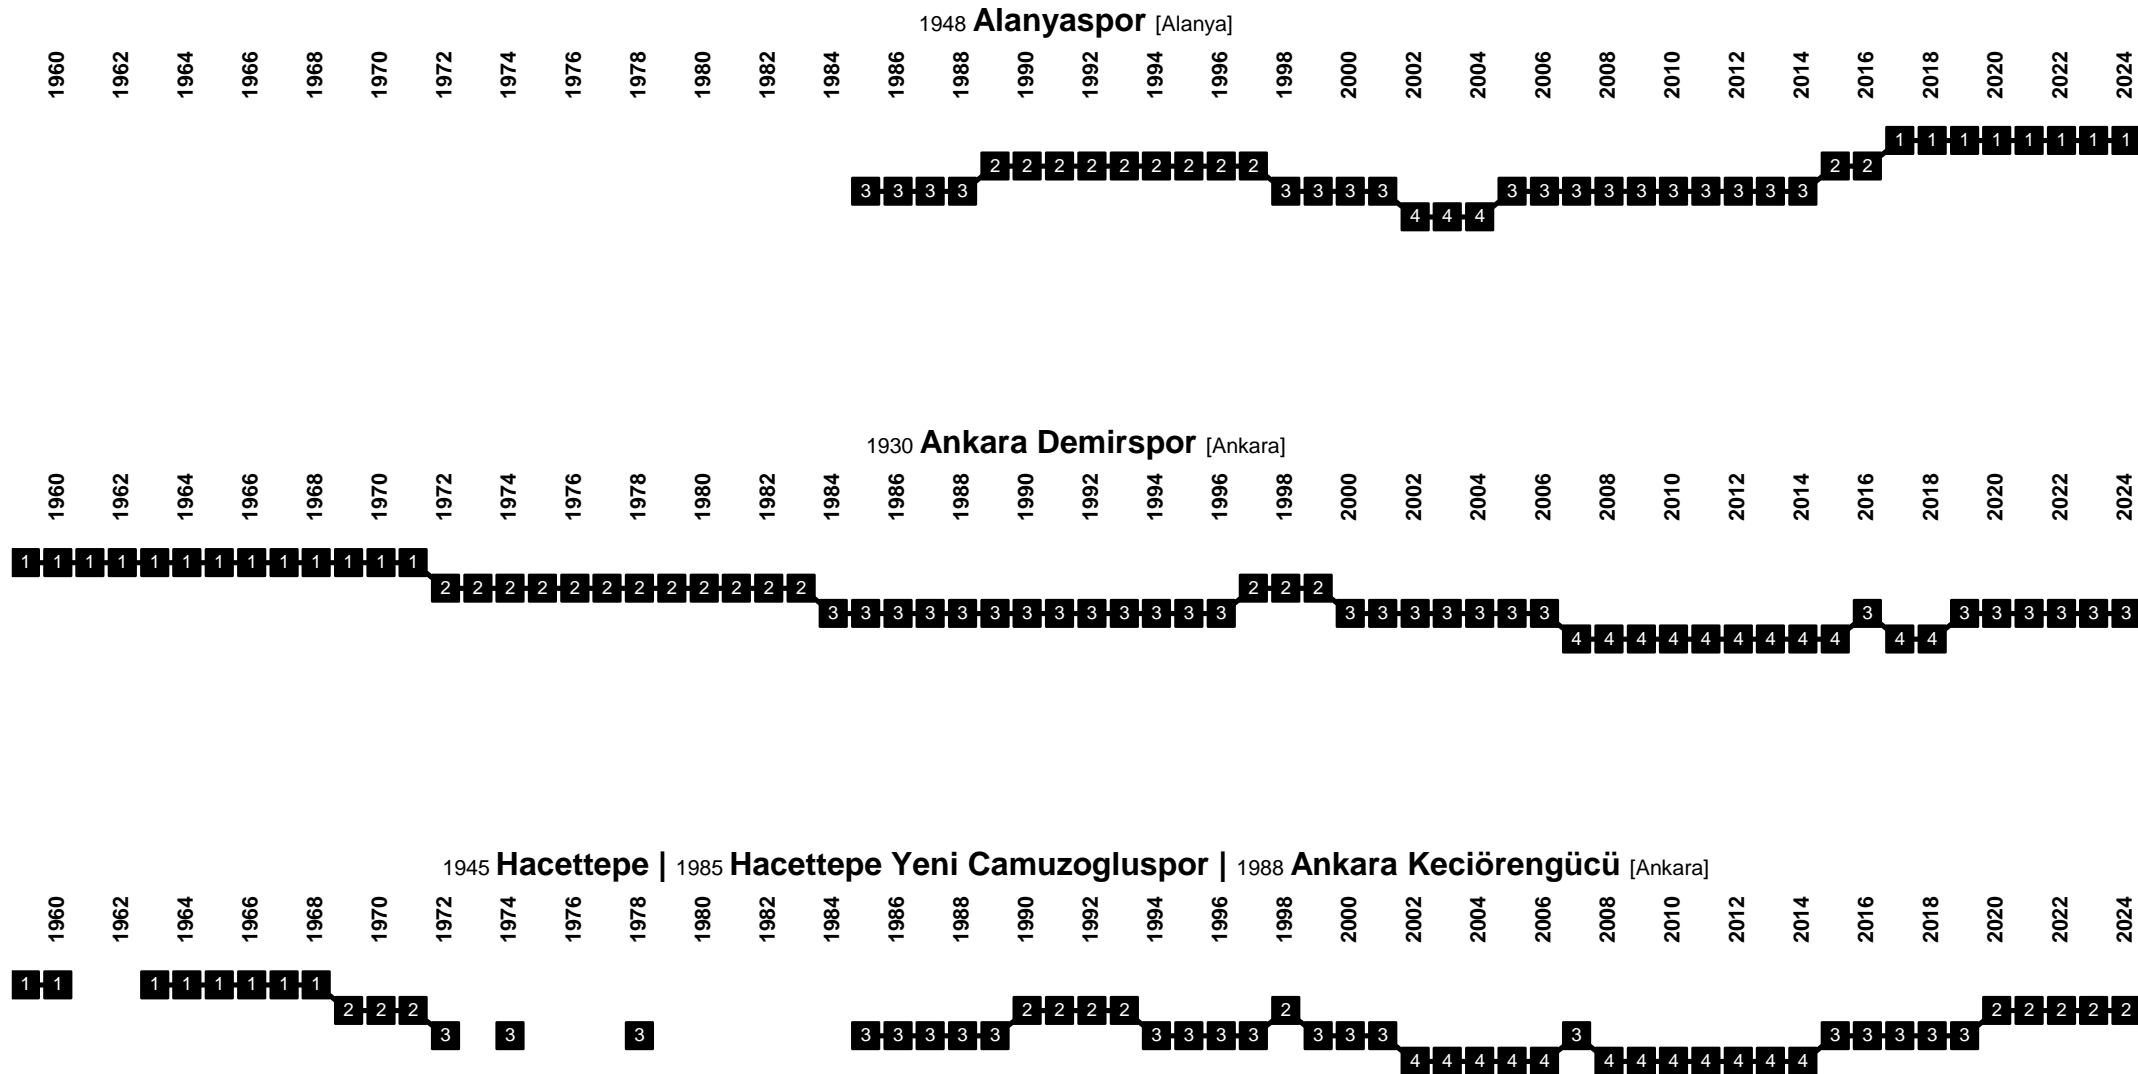 1948 Alanyaspor [Alanya]
1960 1962 1964 1966 1968 1970 1972 1974 1976 1978 1980 1982 1984 1986 1988 1990 1992 1994 1996 1998 2000 2002 2004 2006 2008 2010 2012 2014 2016 2018 2020 2022 2024
1 1 1 1 1 1 1 1
2 2 2 2 2 2 2 2 2 2 2
3 3 3 3 3 3 3 3 3 3 3 3 3 3 3 3 3 3
4 4 4
1930 Ankara Demirspor [Ankara]
1960 1962 1964 1966 1968 1970 1972 1974 1976 1978 1980 1982 1984 1986 1988 1990 1992 1994 1996 1998 2000 2002 2004 2006 2008 2010 2012 2014 2016 2018 2020 2022 2024
1 1 1 1 1 1 1 1 1 1 1 1 1
2 2 2 2 2 2 2 2 2 2 2 2 2 2 2
3 3 3 3 3 3 3 3 3 3 3 3 3 3 3 3 3 3 3 3 3 3 3 3 3 3 3
4 4 4 4 4 4 4 4 4 4 4
1945 Hacettepe | 1985 Hacettepe Yeni Camuzogluspor | 1988 Ankara Keciörengücü [Ankara]
1960 1962 1964 1966 1968 1970 1972 1974 1976 1978 1980 1982 1984 1986 1988 1990 1992 1994 1996 1998 2000 2002 2004 2006 2008 2010 2012 2014 2016 2018 2020 2022 2024
1 1 1 1 1 1 1 1
2 2 2 2 2 2 2 2 2 2 2 2 2
3 3 3 3 3 3 3 3 3 3 3 3 3 3 3 3 3 3 3 3 3
4 4 4 4 4 4 4 4 4 4 4 4